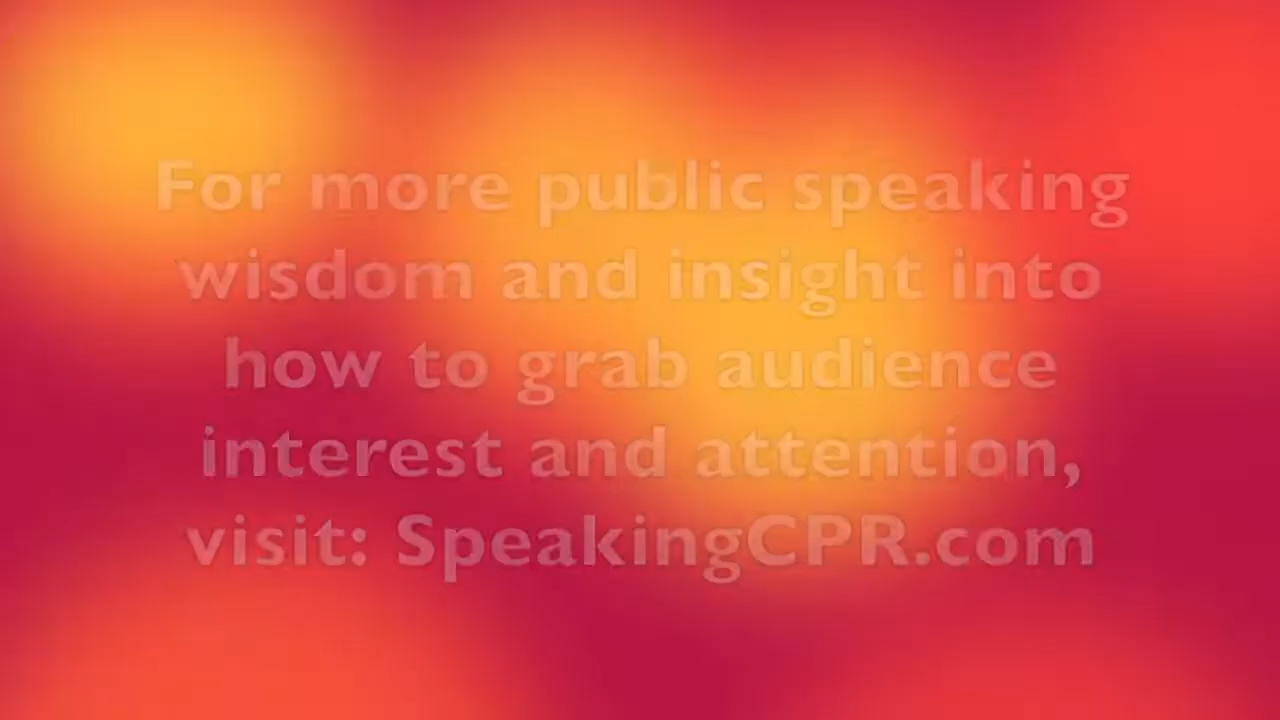 For more public speaking
wisdom and insight into
how to grab audience
interest and attention,
visit: SpeakingCPR.com